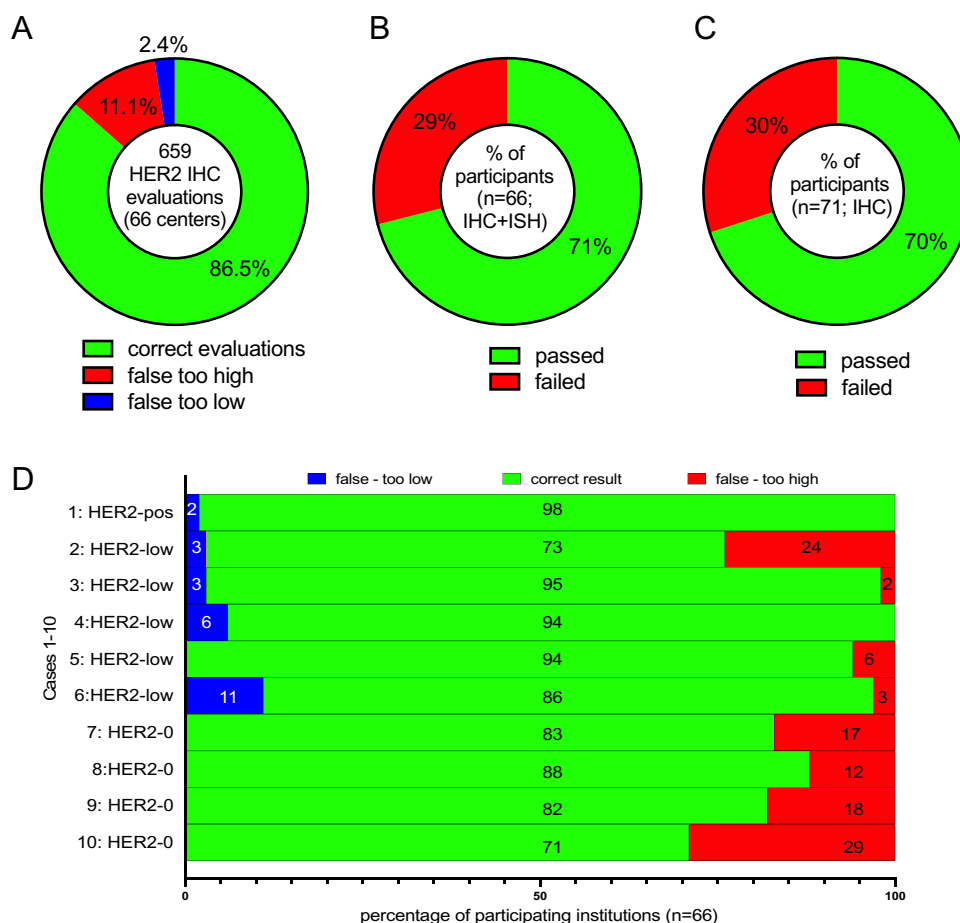 A
2.4%
11.1%
659
HER2 IHC
evaluations
(66 centers)
86.5%
correct evaluations
false too high
false too low
B
29%
% of
participants
(n=66;
IHC+ISH)
71%
passed
failed
C
30%
% of
participants
(n=71; IHC)
70%
passed
failed
D
false - too low correct result false - too high
Cases 1-10
1: HER2-pos 2 98
2: HER2-low 3 73 24
3: HER2-low 3 95 2
4:HER2-low 6 94
5: HER2-low 94 6
6:HER2-low 11 86 3
7: HER2-0 83 17
8:HER2-0 88 12
9: HER2-0 82 18
10: HER2-0 71 29
0 50 100
percentage of participating institutions (n=66)